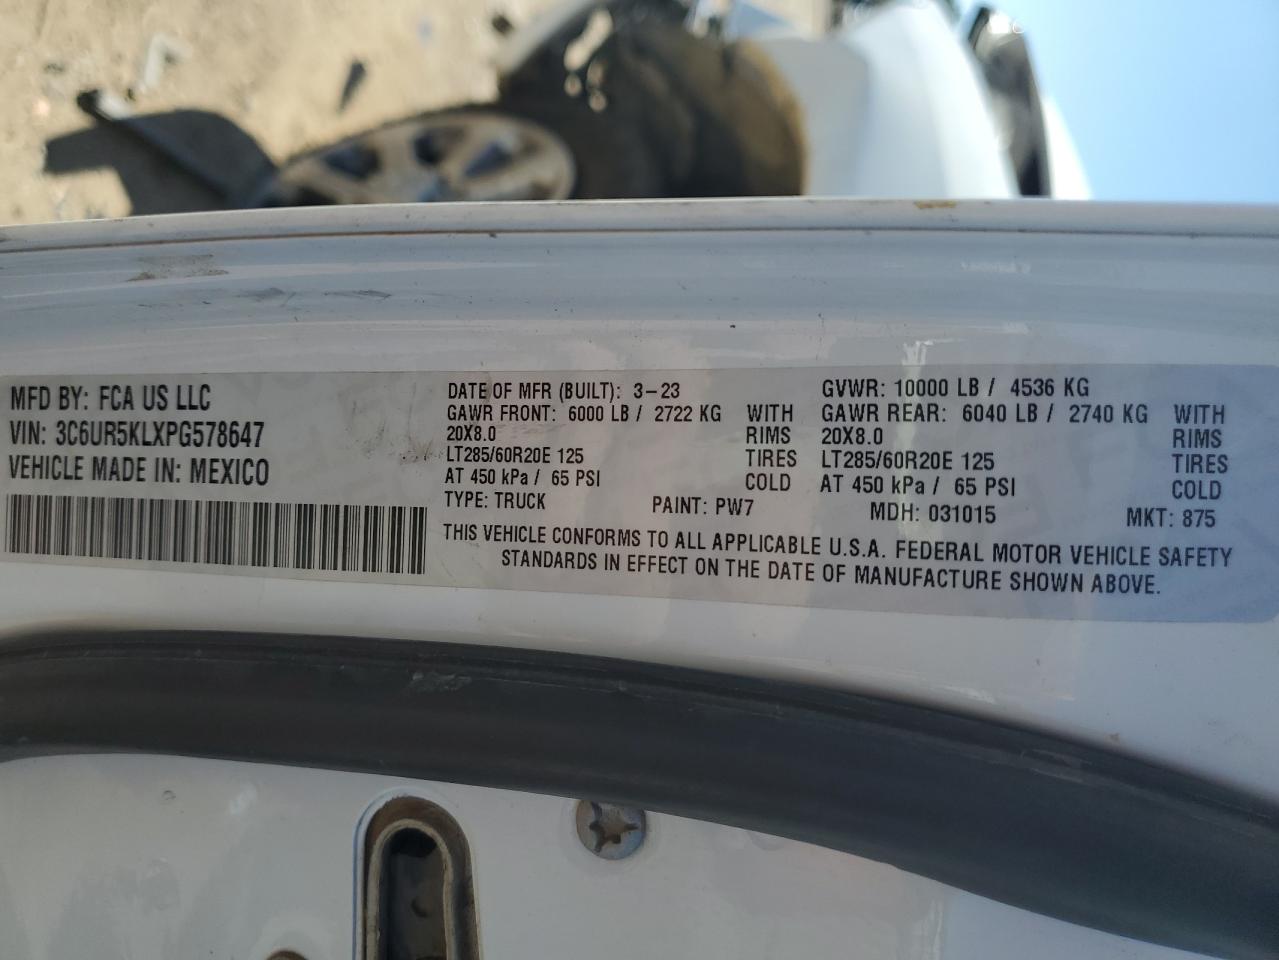 MFD BY: FCA US LLC
VIN: 3C6UR5KLXPG578647
VEHICLE MADE IN: MEXICO
DATE OF MFR (BUILT): 3-23
GAWR FRONT: 6000 LB / 2722 KG WITH
20X8.0 RIMS
LT285/60R20E 125 TIRES
AT 450 kPa / 65 PSI COLD
GVWR: 10000 LB / 4536 KG
GAWR REAR: 6040 LB / 2740 KG WITH
20X8.0 RIMS
LT285/60R20E 125 TIRES
AT 450 kPa / 65 PSI COLD
TYPE: TRUCK PAINT: PW7 MDH: 031015 MKT: 875
THIS VEHICLE CONFORMS TO ALL APPLICABLE U.S.A. FEDERAL MOTOR VEHICLE SAFETY
STANDARDS IN EFFECT ON THE DATE OF MANUFACTURE SHOWN ABOVE.